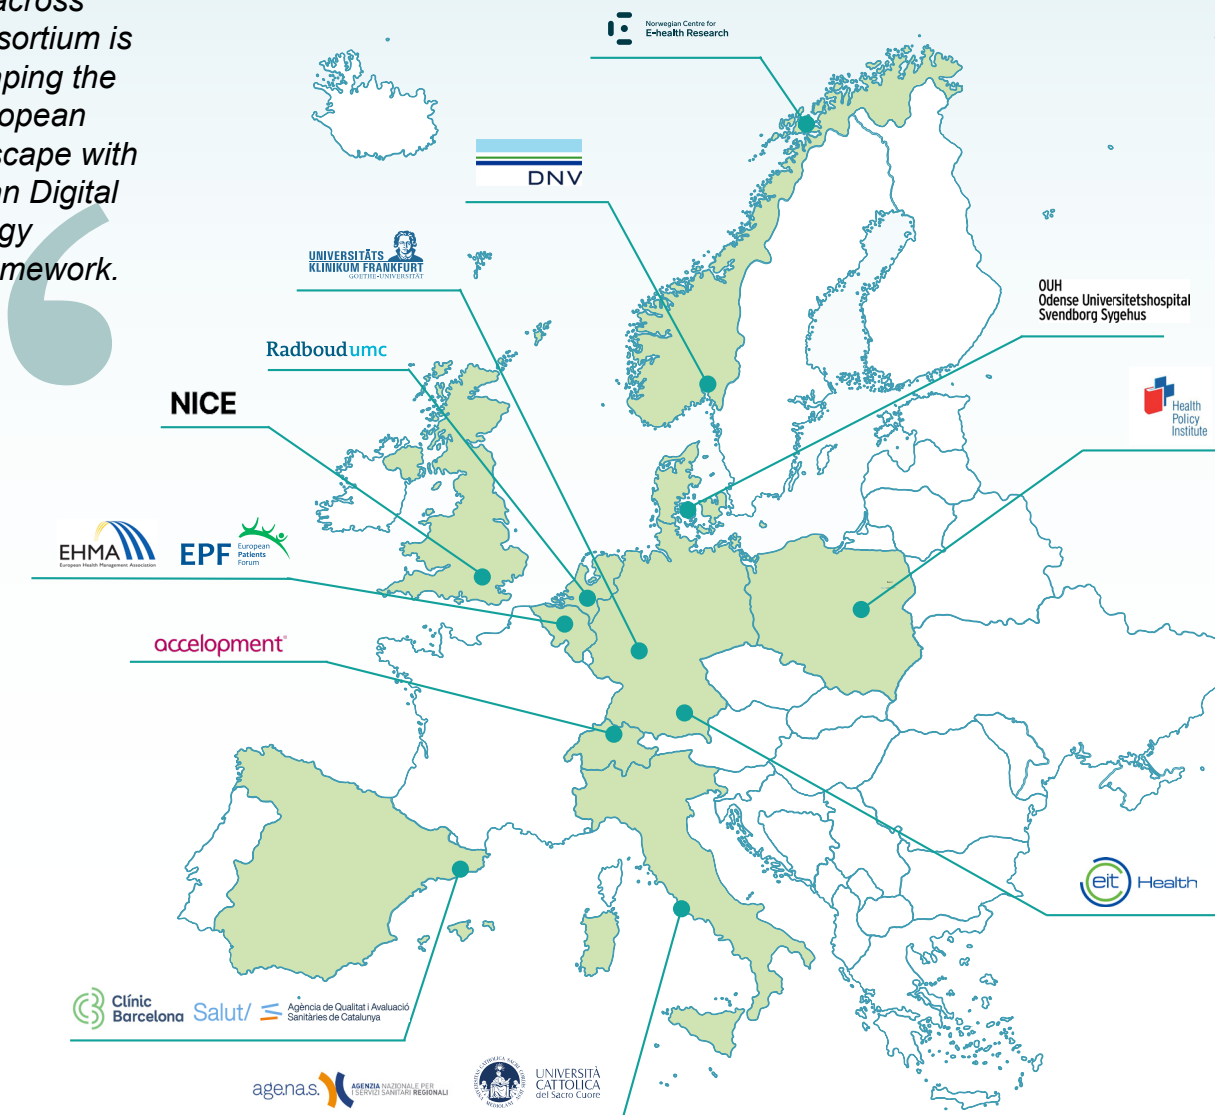 across
sortium is
ping the
opean
scape with
an Digital
gy
mework.
Norwegian Centre for
E-health Research
DNV
UNIVERSITÄTS
KLINIKUM FRANKFURT
GOETHE-UNIVERSITÄT
OUH
Odense Universitetshospital
Svendborg Sygehus
Radboudumc
Health
Policy
Institute
NICE
EHMA
European Health Management Association
EPF
European
Patients
Forum
accelopment
eit Health
Clínic
Barcelona
Salut/
Agència de Qualitat i Avaluació
Sanitàries de Catalunya
agenas.
AGENZIA NAZIONALE PER
I SERVIZI SANITARI REGIONALI
UNIVERSITÀ
CATTOLICA
del Sacro Cuore